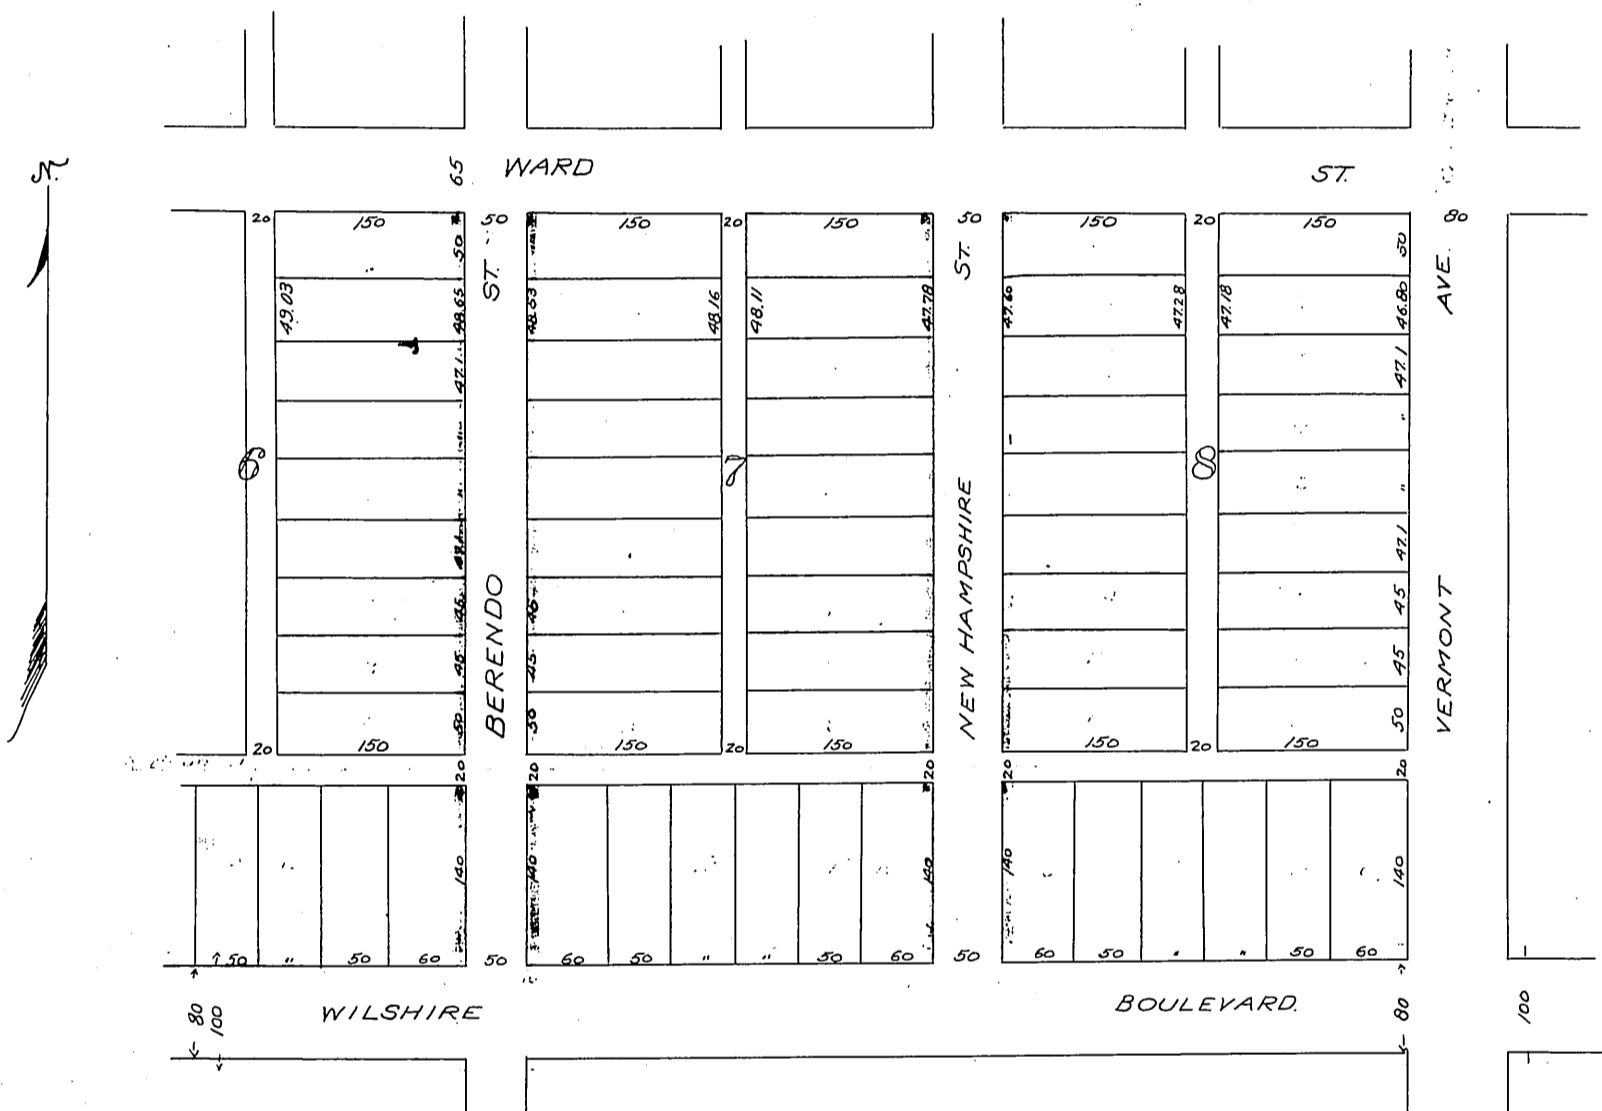 N.
65 WARD ST.
20 150 50 150 20 150 50 150 20 150 80
50 ST. ST. 50 AVE.
49.03 48.65 48.63 48.16 48.11 47.78 47.60 47.28 47.18 46.80
47.1 47.1
" "
6 7 8
" "
47.1 47.1
45 45 45
45 45 45
50 50 50
BERENDO NEW HAMPSHIRE VERMONT
20 150 150 20 150 150 20 150
20 20 20 20 20
140 140 140 140 140
50 " 50 60 50 60 50 " " 50 60 50 60 50 " " 50 60
80 100 WILSHIRE BOULEVARD. 80 100